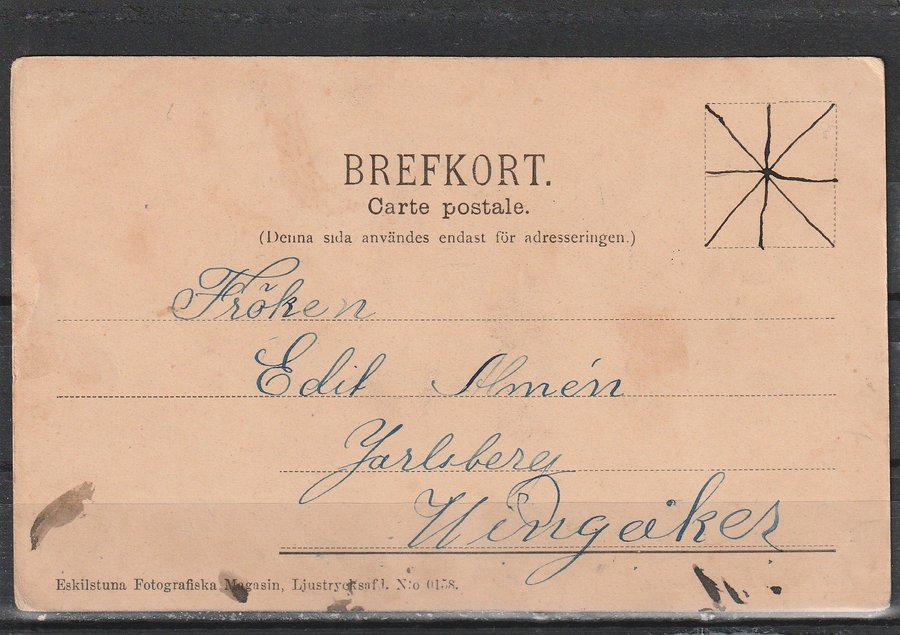 BREFKORT.
Carte postale.
(Denna sida användes endast för adresseringen.)
Fröken
Edit Almén
Jarlsberg
Wingåker
Eskilstuna Fotografiska Magasin, Ljustrycksafd. N:o 0158.